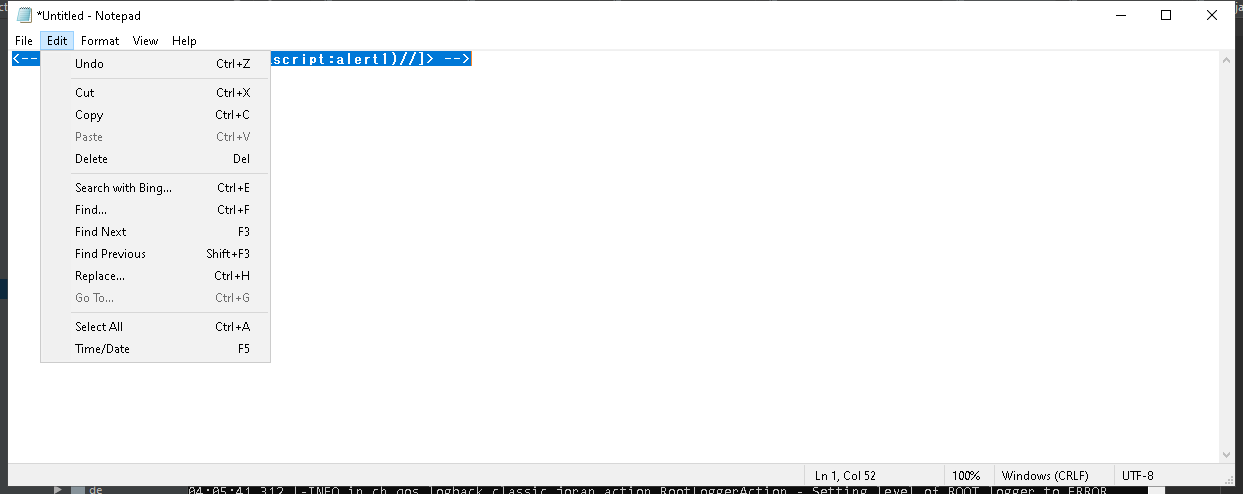 *Untitled - Notepad
File Edit Format View Help
<-- script:alert1)//]> -->
Undo Ctrl+Z
Cut Ctrl+X
Copy Ctrl+C
Paste Ctrl+V
Delete Del
Search with Bing... Ctrl+E
Find... Ctrl+F
Find Next F3
Find Previous Shift+F3
Replace... Ctrl+H
Go To... Ctrl+G
Select All Ctrl+A
Time/Date F5
Ln 1, Col 52 100% Windows (CRLF) UTF-8
de 04:05:41,312 |-INFO in ch.qos.logback.classic.joran.action.RootLoggerAction - Setting level of ROOT logger to ERROR